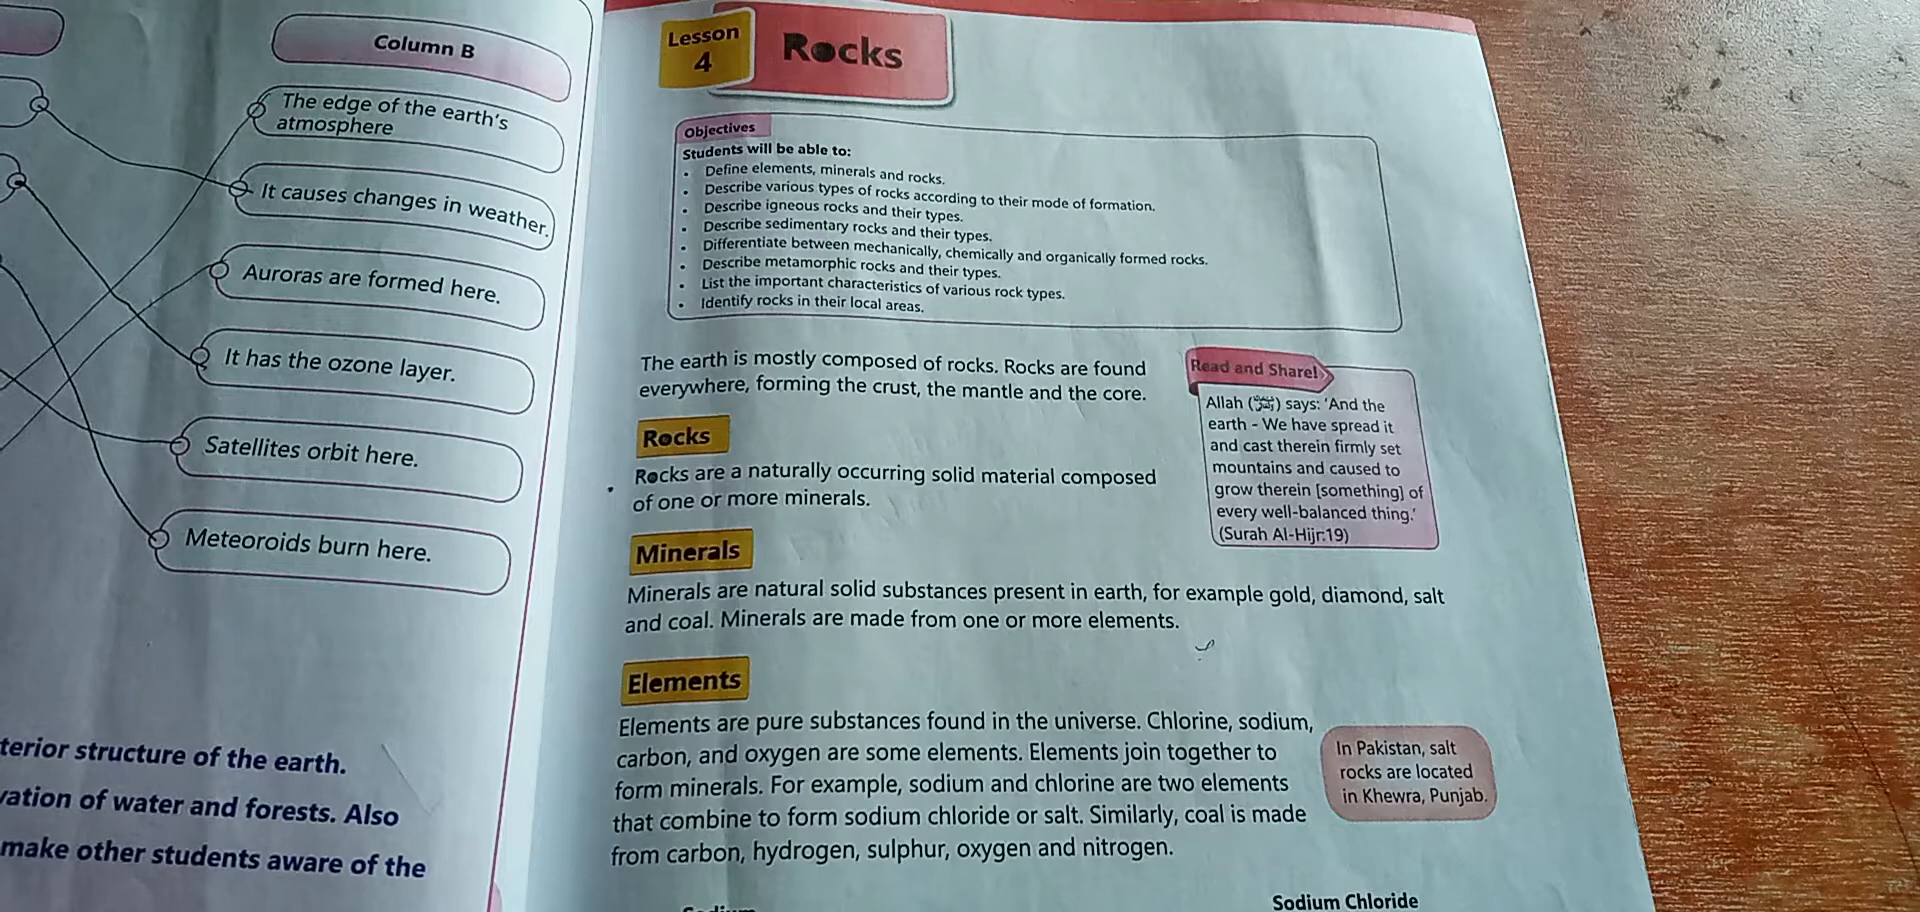 Column B
The edge of the earth's
atmosphere
It causes changes in weather.
Auroras are formed here.
It has the ozone layer.
Satellites orbit here.
Meteoroids burn here.
terior structure of the earth.
vation of water and forests. Also
make other students aware of the
Lesson
4
Rocks
Objectives
Students will be able to:
• Define elements, minerals and rocks.
• Describe various types of rocks according to their mode of formation.
• Describe igneous rocks and their types.
• Describe sedimentary rocks and their types.
• Differentiate between mechanically, chemically and organically formed rocks.
• Describe metamorphic rocks and their types.
• List the important characteristics of various rock types.
• Identify rocks in their local areas.
The earth is mostly composed of rocks. Rocks are found
everywhere, forming the crust, the mantle and the core.
Read and Share!
Allah () says: 'And the
earth - We have spread it
and cast therein firmly set
mountains and caused to
grow therein [something] of
every well-balanced thing.'
(Surah Al-Hijr:19)
Rocks
Rocks are a naturally occurring solid material composed
of one or more minerals.
Minerals
Minerals are natural solid substances present in earth, for example gold, diamond, salt
and coal. Minerals are made from one or more elements.
Elements
Elements are pure substances found in the universe. Chlorine, sodium,
carbon, and oxygen are some elements. Elements join together to
form minerals. For example, sodium and chlorine are two elements
that combine to form sodium chloride or salt. Similarly, coal is made
from carbon, hydrogen, sulphur, oxygen and nitrogen.
In Pakistan, salt
rocks are located
in Khewra, Punjab.
Sodium Chloride